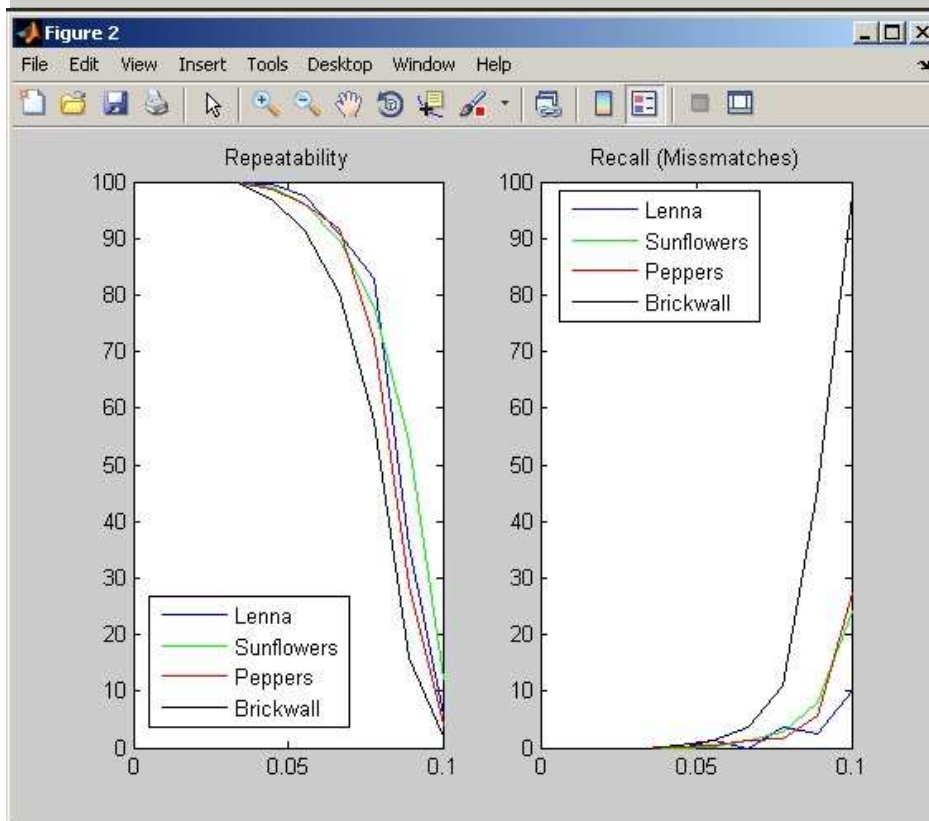 Figure 2
File Edit View Insert Tools Desktop Window Help
Repeatability
100
90
80
70
60
50
40
30
20
10
0
0 0.05 0.1
Lenna
Sunflowers
Peppers
Brickwall
Recall (Missmatches)
100
90
80
70
60
50
40
30
20
10
0
0 0.05 0.1
Lenna
Sunflowers
Peppers
Brickwall